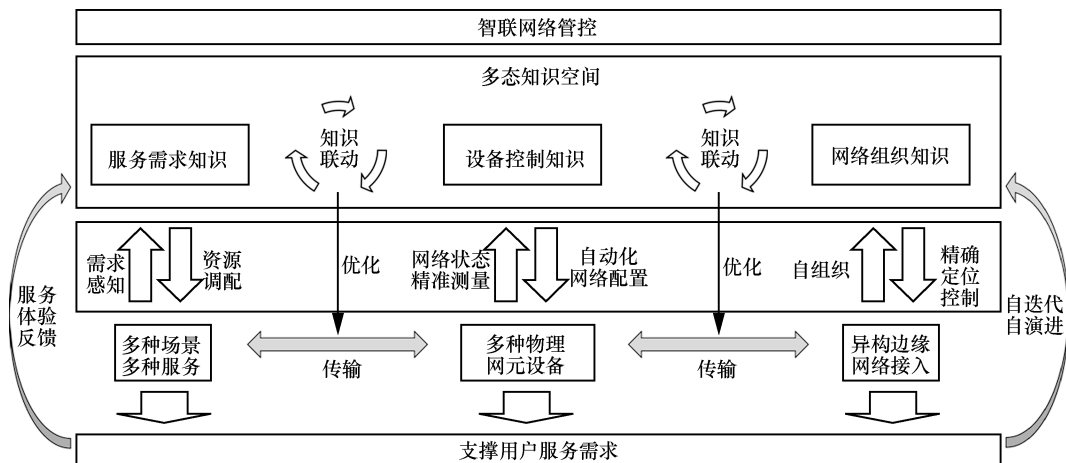 智联网络管控
多态知识空间
服务需求知识
知识
联动
设备控制知识
知识
联动
网络组织知识
需求
感知
资源
调配
优化
网络状态
精准测量
自动化
网络配置
优化
自组织
精确
定位
控制
服务
体验
反馈
自迭代
自演进
多种场景
多种服务
传输
多种物理
网元设备
传输
异构边缘
网络接入
支撑用户服务需求